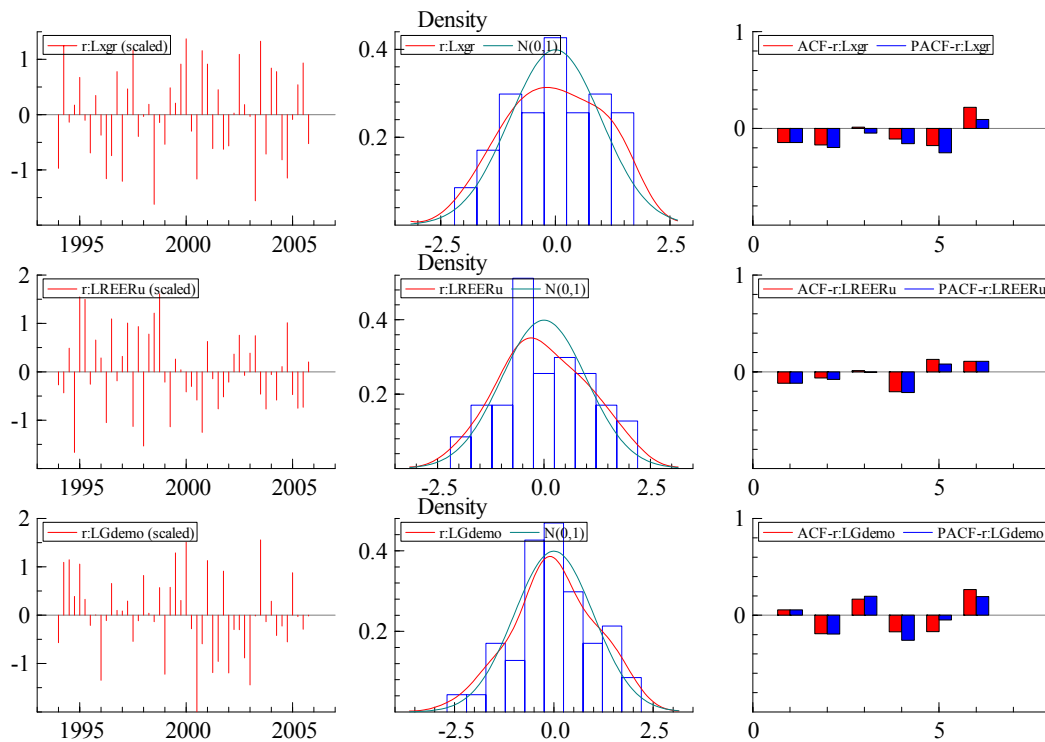 Density
r:Lxgr (scaled) r:Lxgr N(0,1) ACF-r:Lxgr PACF-r:Lxgr
1 0.4
0 0.2 0
-1
1995 2000 2005 -2.5 0.0 2.5 0 5
Density
2 1
r:LREERu (scaled) r:LREERu N(0,1) ACF-r:LREERu PACF-r:LREERu
1 0.4
0 0.2 0
-1
1995 2000 2005 -2.5 0.0 2.5 0 5
Density
2 1
r:LGdemo (scaled) r:LGdemo N(0,1) ACF-r:LGdemo PACF-r:LGdemo
1 0.4
0 0.2 0
-1
1995 2000 2005 -2.5 0.0 2.5 0 5